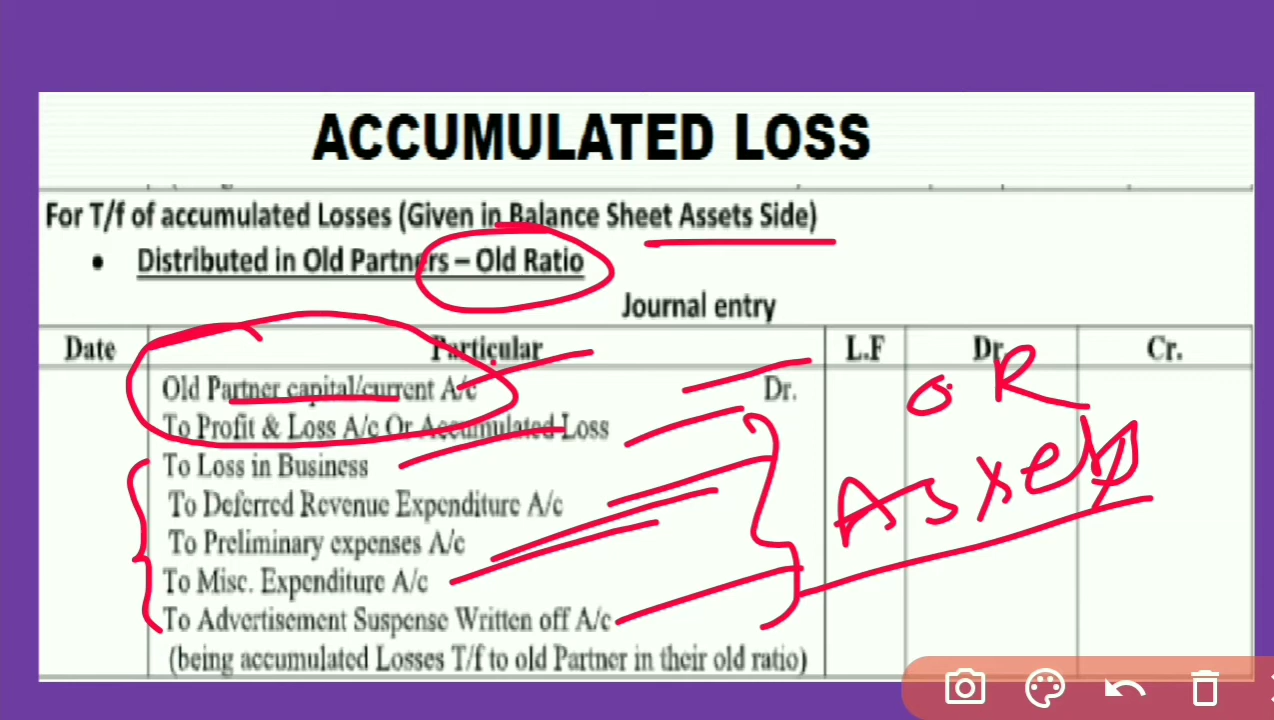 ACCUMULATED LOSS
For T/f of accumulated Losses (Given in Balance Sheet Assets Side)
• Distributed in Old Partners – Old Ratio
Journal entry
Date Particular L.F Dr. Cr.
Old Partner capital/current A/c Dr.
To Profit & Loss A/c Or Accumulated Loss
To Loss in Business
To Deferred Revenue Expenditure A/c
To Preliminary expenses A/c
To Misc. Expenditure A/c
To Advertisement Suspense Written off A/c
(being accumulated Losses T/f to old Partner in their old ratio)
OR